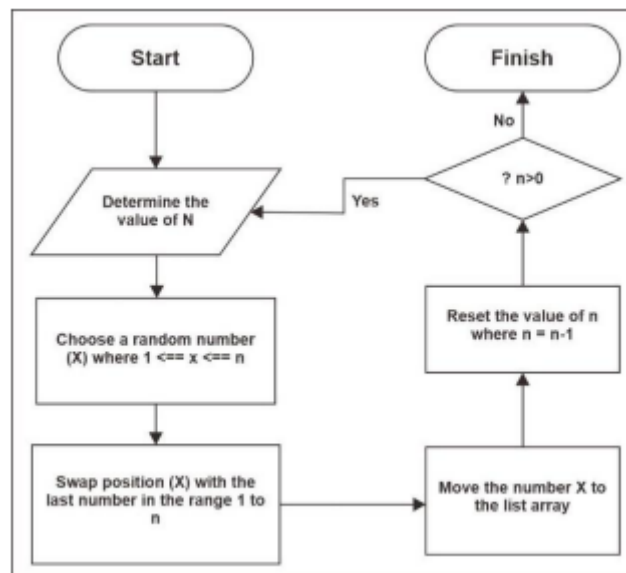 Start
Determine the
value of N
Choose a random number
(X) where 1 <== x <== n
Swap position (X) with the
last number in the range 1 to
n
Move the number X to
the list array
Reset the value of n
where n = n-1
? n>0
Yes
No
Finish